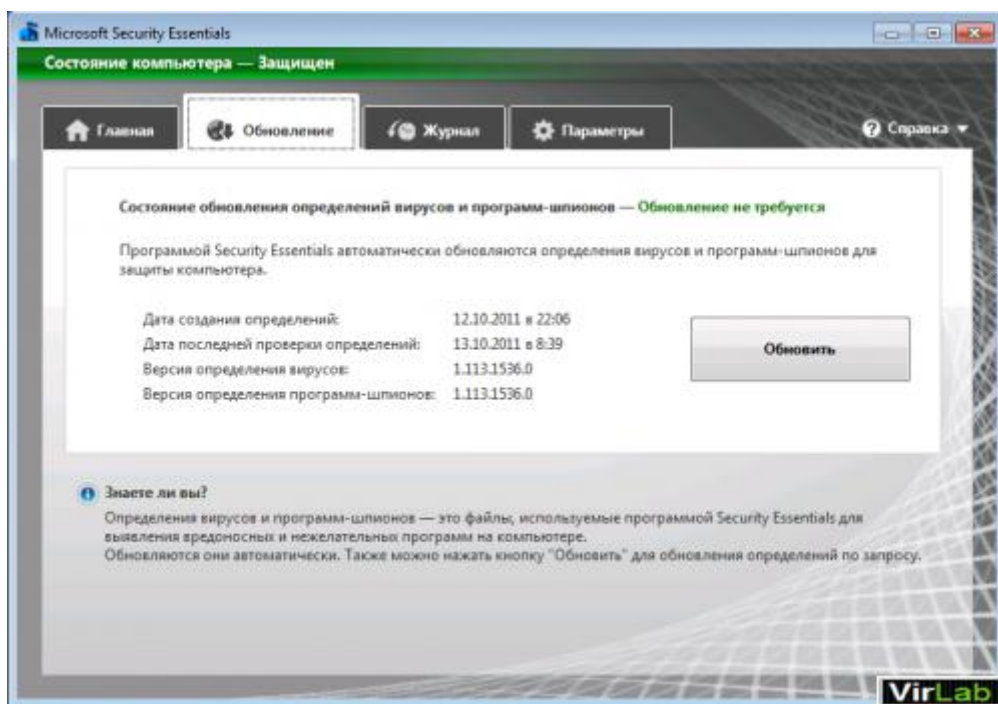 Microsoft Security Essentials
Состояние компьютера — Защищен
Главная
Обновление
Журнал
Параметры
Справка
Состояние обновления определений вирусов и программ-шпионов — Обновление не требуется
Программой Security Essentials автоматически обновляются определения вирусов и программ-шпионов для
защиты компьютера.
Дата создания определений: 12.10.2011 в 22:06
Дата последней проверки определений: 13.10.2011 в 8:39
Версия определения вирусов: 1.113.1536.0
Версия определения программ-шпионов: 1.113.1536.0
Обновить
Знаете ли вы?
Определения вирусов и программ-шпионов — это файлы, используемые программой Security Essentials для
выявления вредоносных и нежелательных программ на компьютере.
Обновляются они автоматически. Также можно нажать кнопку "Обновить" для обновления определений по запросу.
VirLab